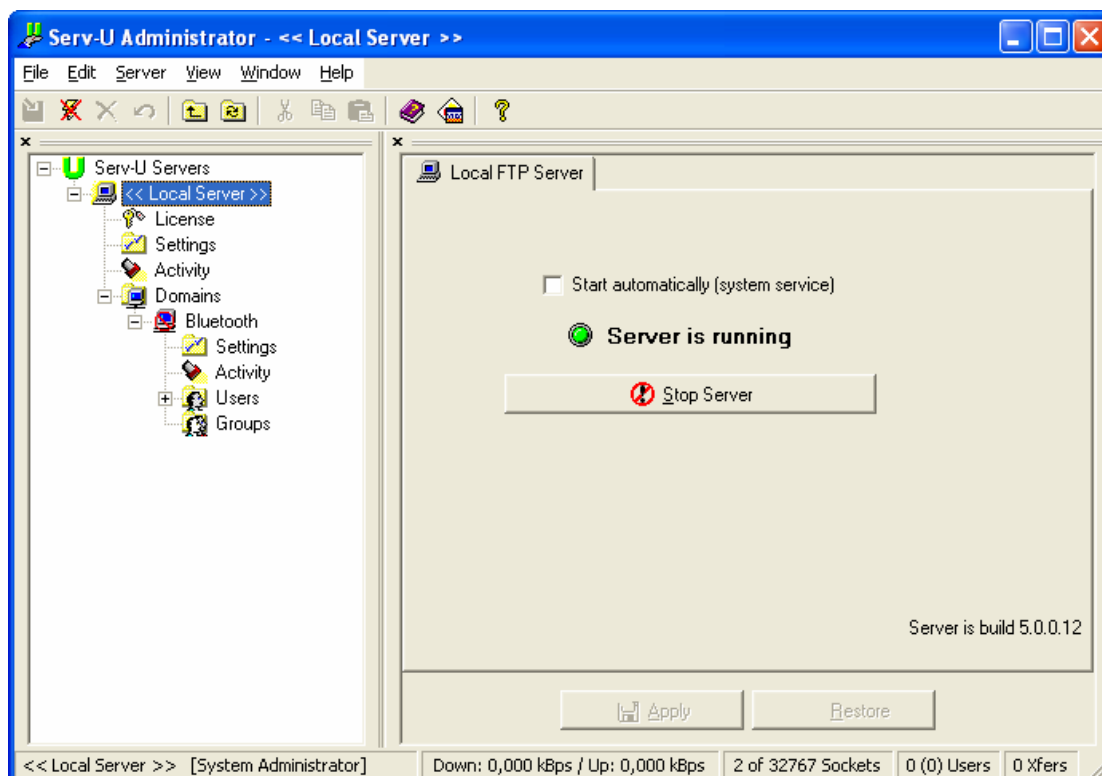 Serv-U Administrator - << Local Server >>
File Edit Server View Window Help
Serv-U Servers
<< Local Server >>
License
Settings
Activity
Domains
Bluetooth
Settings
Activity
Users
Groups
Local FTP Server
Start automatically (system service)
Server is running
Stop Server
Server is build 5.0.0.12
Apply Restore
<< Local Server >> [System Administrator] Down: 0,000 kBps / Up: 0,000 kBps 2 of 32767 Sockets 0 (0) Users 0 Xfers